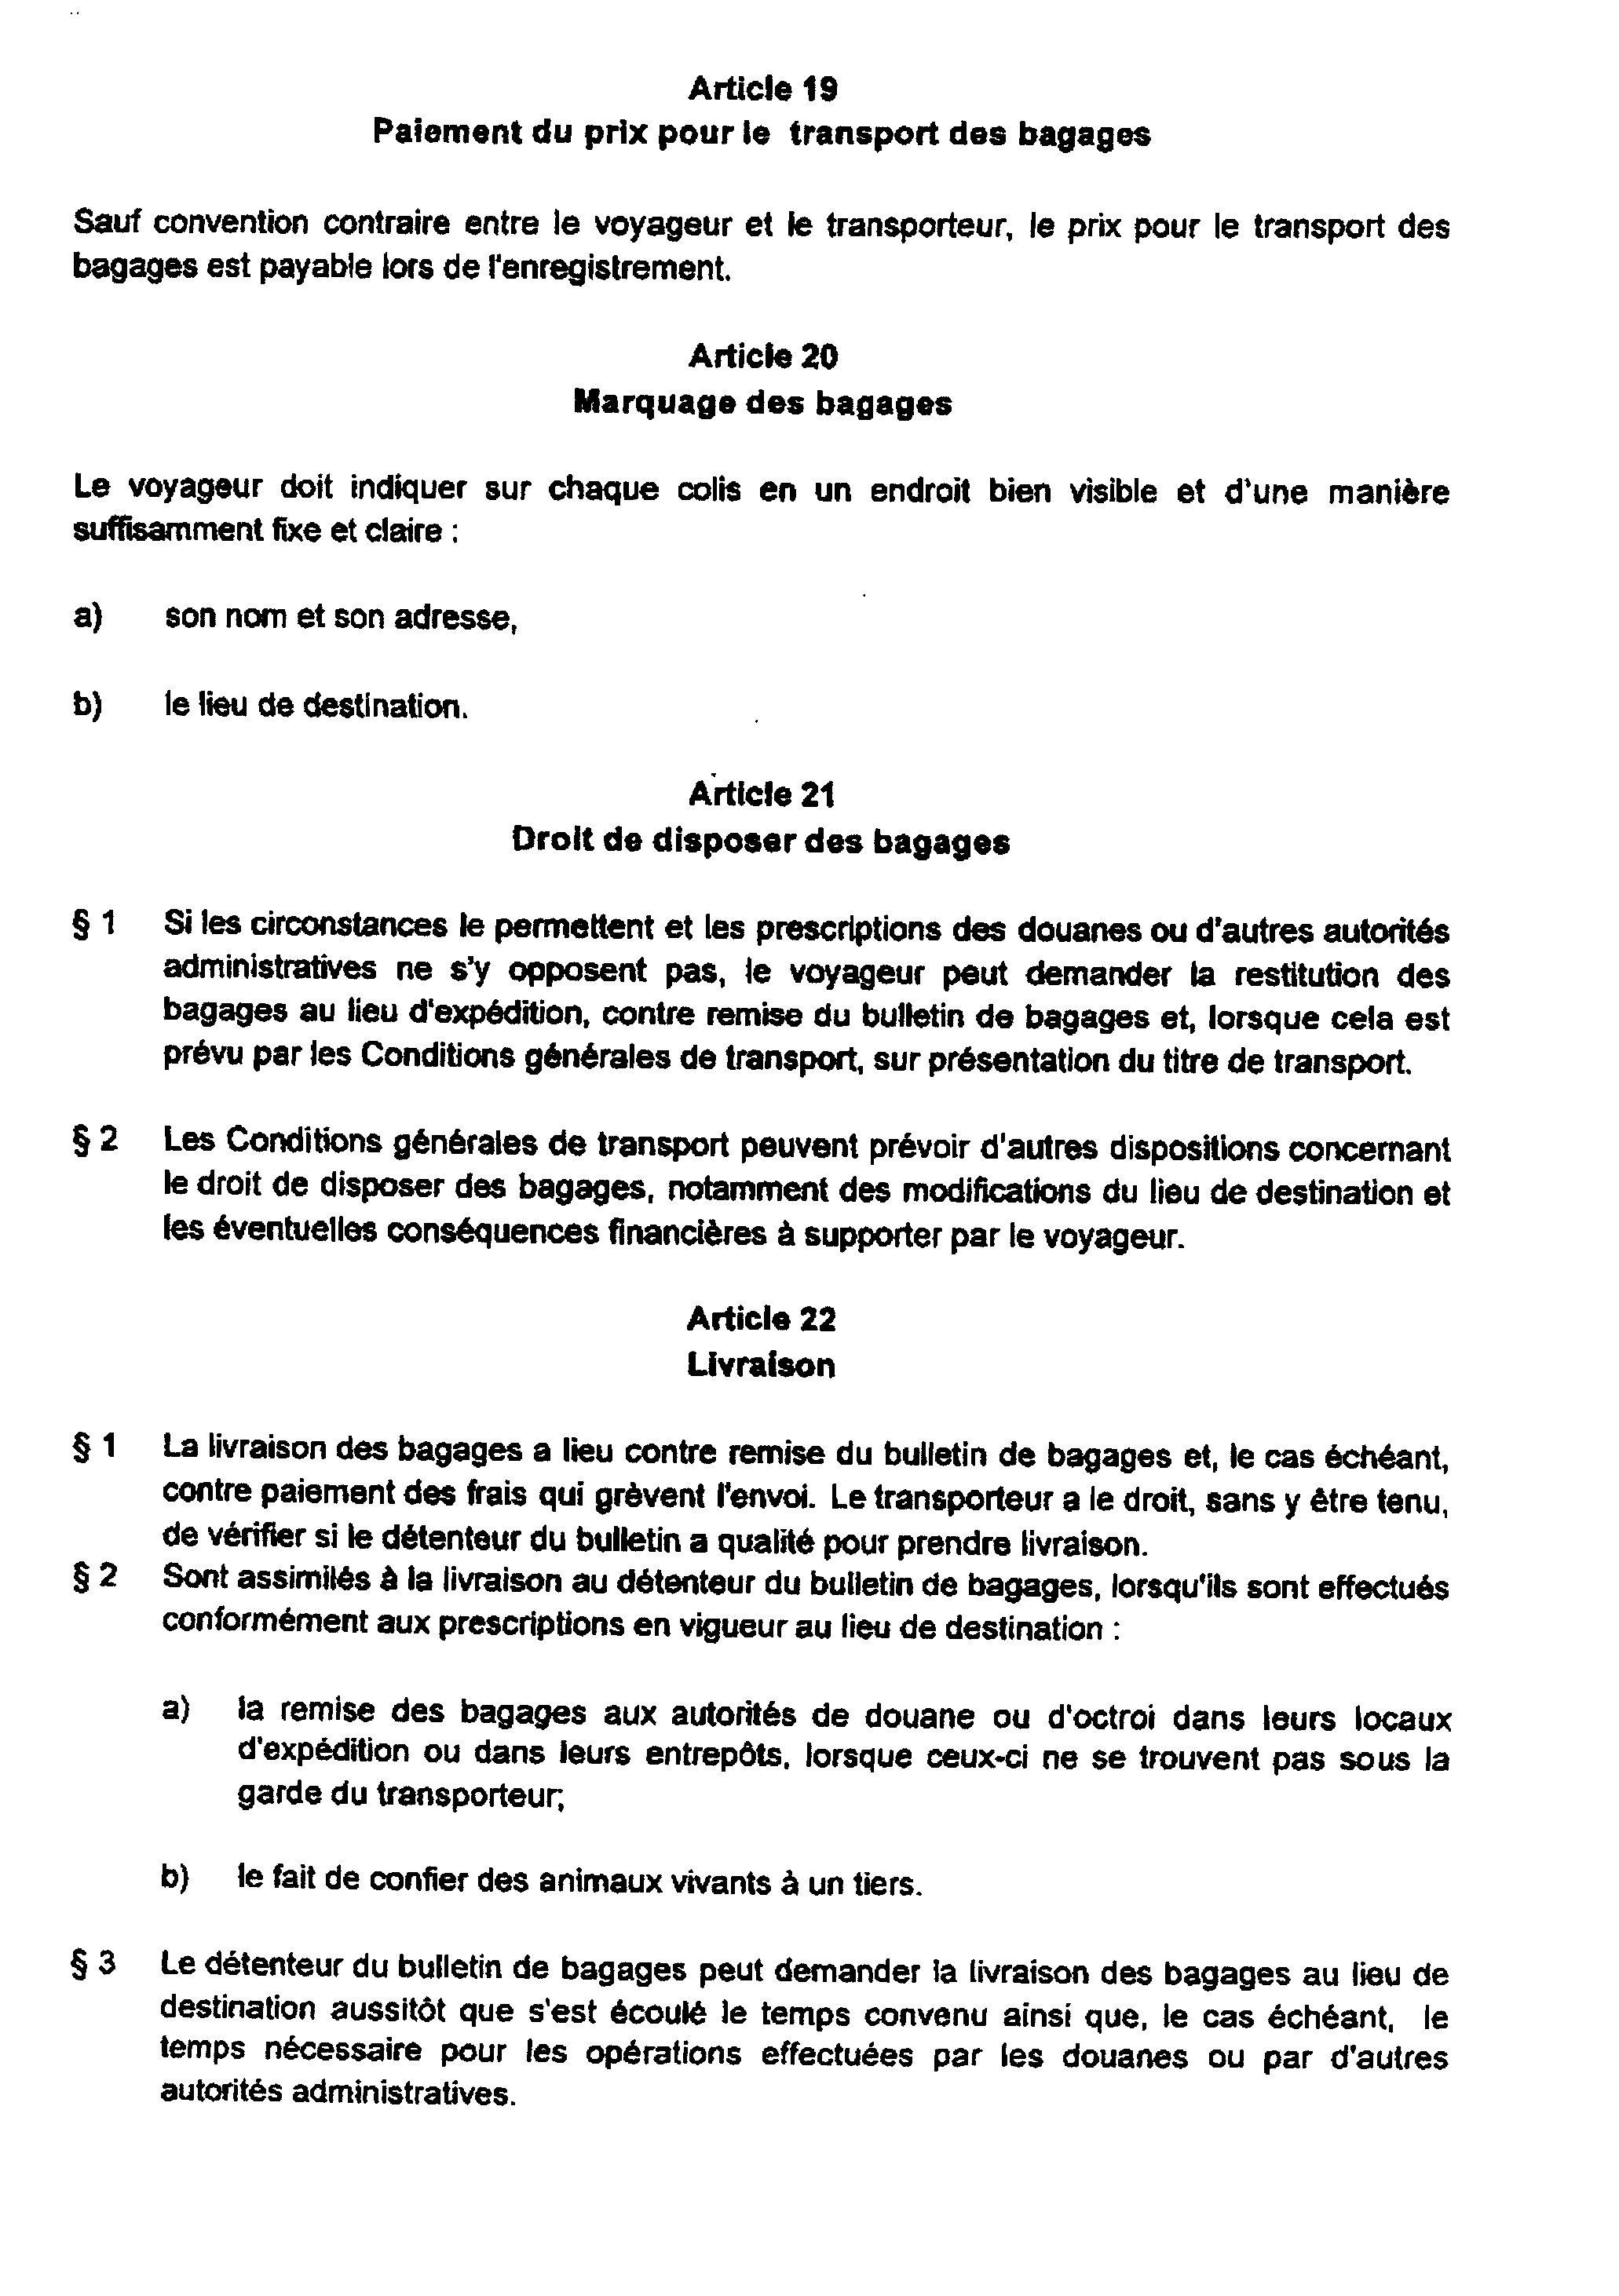 Article 19
Paiement du prix pour le transport des bagages
Sauf convention contraire entre le voyageur et le transporteur, le prix pour le transport des
bagages est payable lors de l'enregistrement.
Article 20
Marquage des bagages
Le voyageur doit indiquer sur chaque colis en un endroit bien visible et d'une manière
suffisamment fixe et claire :
a) son nom et son adresse,
b) le lieu de destination.
Article 21
Droit de disposer des bagages
§ 1 Si les circonstances le permettent et les prescriptions des douanes ou d'autres autorités
administratives ne s'y opposent pas, le voyageur peut demander la restitution des
bagages au lieu d'expédition, contre remise du bulletin de bagages et, lorsque cela est
prévu par les Conditions générales de transport, sur présentation du titre de transport.
§ 2 Les Conditions générales de transport peuvent prévoir d'autres dispositions concernant
le droit de disposer des bagages, notamment des modifications du lieu de destination et
les éventuelles conséquences financières à supporter par le voyageur.
Article 22
Livraison
§ 1 La livraison des bagages a lieu contre remise du bulletin de bagages et, le cas échéant,
contre paiement des frais qui grèvent l'envoi. Le transporteur a le droit, sans y être tenu,
de vérifier si le détenteur du bulletin a qualité pour prendre livraison.
§ 2 Sont assimilés à la livraison au détenteur du bulletin de bagages, lorsqu'ils sont effectués
conformément aux prescriptions en vigueur au lieu de destination :
a) la remise des bagages aux autorités de douane ou d'octroi dans leurs locaux
d'expédition ou dans leurs entrepôts, lorsque ceux-ci ne se trouvent pas sous la
garde du transporteur;
b) le fait de confier des animaux vivants à un tiers.
§ 3 Le détenteur du bulletin de bagages peut demander la livraison des bagages au lieu de
destination aussitôt que s'est écoulé le temps convenu ainsi que, le cas échéant, le
temps nécessaire pour les opérations effectuées par les douanes ou par d'autres
autorités administratives.